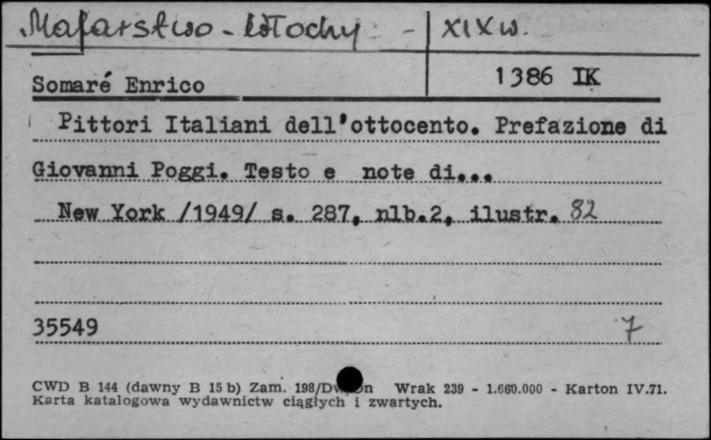 Malarstwo - Włochy - XIX w.
Somaré Enrico 1386 IK
Pittori Italiani dell'ottocento. Prefazione di
Giovanni Poggi. Testo e note di...
New York /1949/ s. 287, nlb.2, ilustr. 82
35549 7
CWD B 144 (dawny B 15 b) Zam. 198/ Wrak 239 - 1.660.000 - Karton IV.71.
Karta katalogowa wydawnictw ciągłych i zwartych.